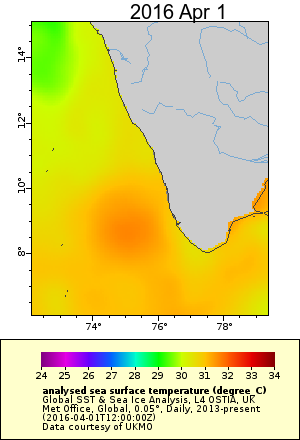 2016 Apr 1
14°
12°
10°
8°
74° 76° 78°
24 25 26 27 28 29 30 31 32 33 34
analysed sea surface temperature (degree_C)
Global SST & Sea Ice Analysis, L4 OSTIA, UK
Met Office, Global, 0.05°, Daily, 2013-present
(2016-04-01T12:00:00Z)
Data courtesy of UKMO